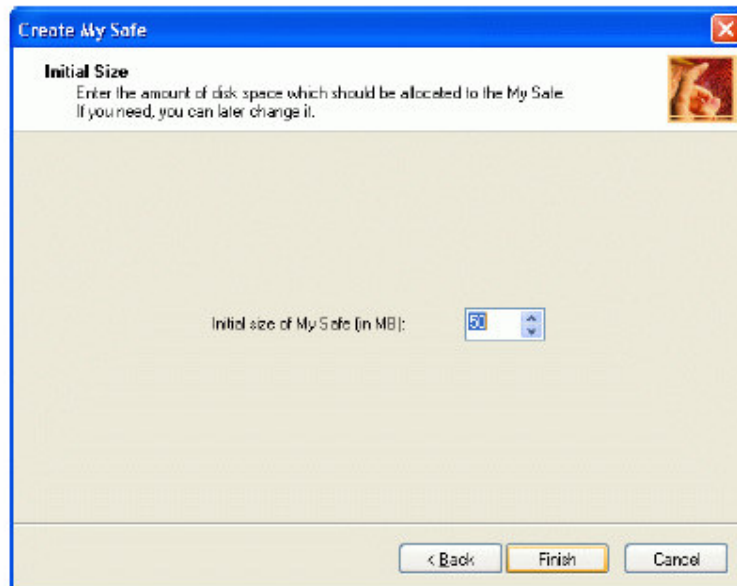 Create My Safe
Initial Size
Enter the amount of disk space which should be allocated to the My Safe.
If you need, you can later change it.
Initial size of My Safe (in MB):
50
< Back
Finish
Cancel